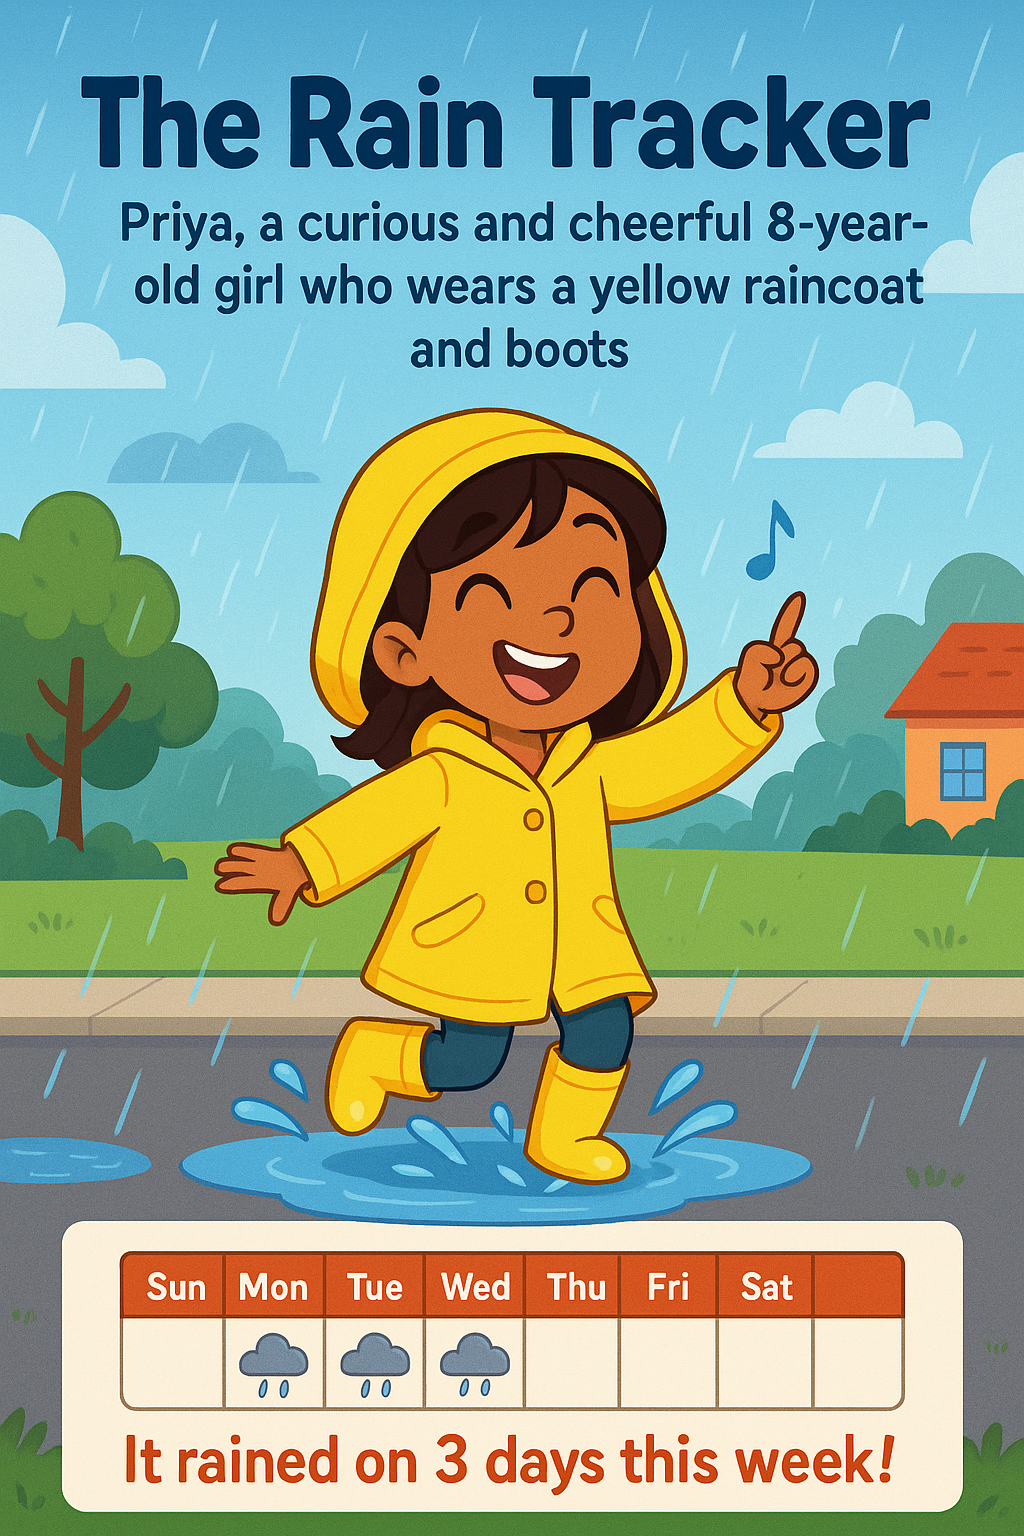 The Rain Tracker
Priya, a curious and cheerful 8-year-
old girl who wears a yellow raincoat
and boots
Sun Mon Tue Wed Thu Fri Sat
It rained on 3 days this week!